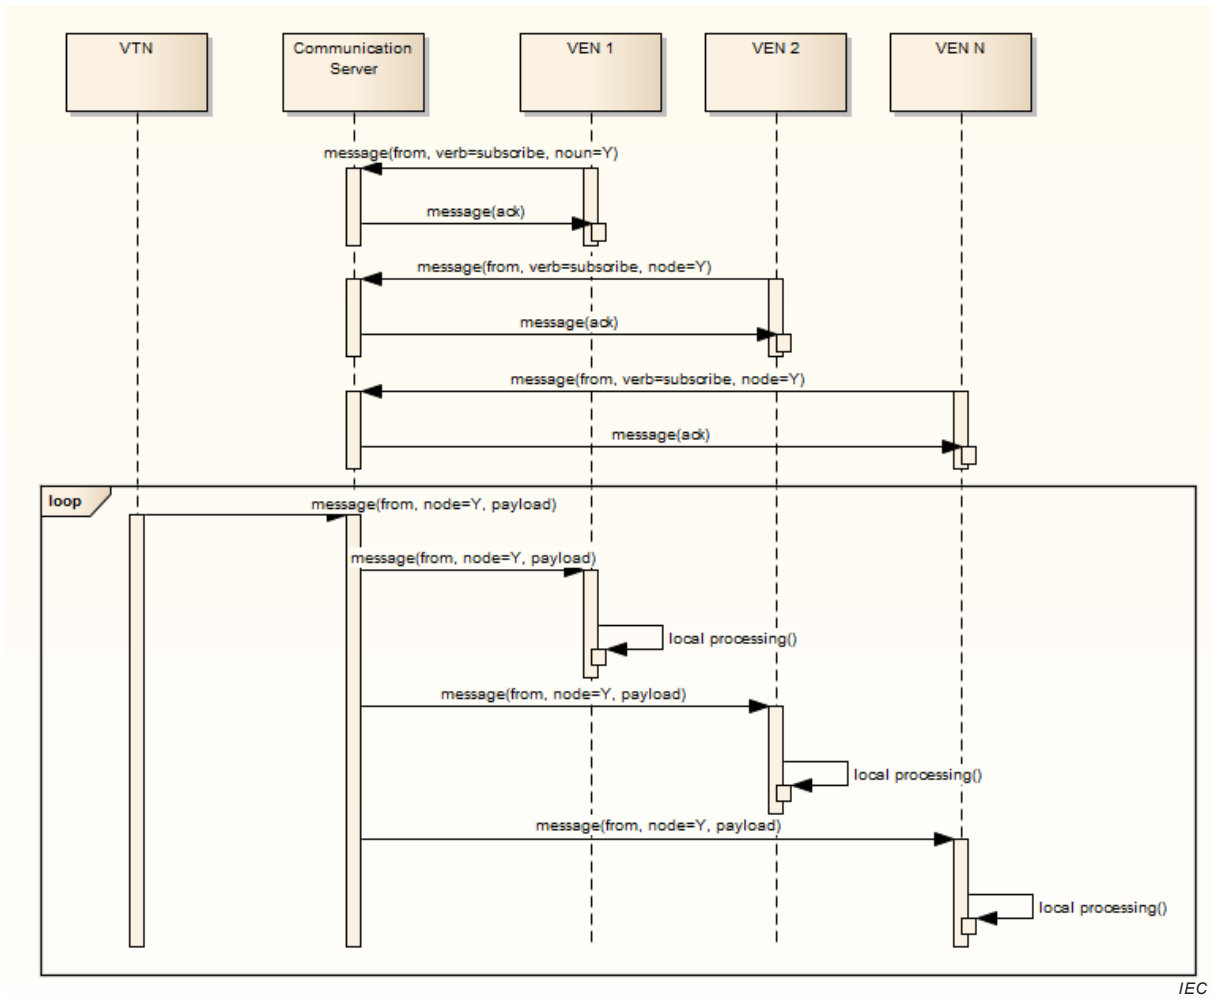 VTN
Communication
Server
VEN 1
VEN 2
VEN N
message(from, verb=subscribe, noun=Y)
message(ack)
message(from, verb=subscribe, node=Y)
message(ack)
message(from, verb=subscribe, node=Y)
message(ack)
loop
message(from, node=Y, payload)
message(from, node=Y, payload)
local processing()
message(from, node=Y, payload)
local processing()
message(from, node=Y, payload)
local processing()
IEC